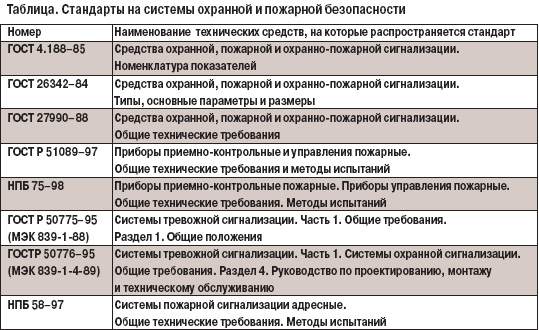 Таблица. Стандарты на системы охранной и пожарной безопасности
Номер Наименование технических средств, на которые распространяется стандарт
ГОСТ 4.188–85 Средства охранной, пожарной и охранно-пожарной сигнализации.
Номенклатура показателей
ГОСТ 26342–84 Средства охранной, пожарной и охранно-пожарной сигнализации.
Типы, основные параметры и размеры
ГОСТ 27990–88 Средства охранной, пожарной и охранно-пожарной сигнализации.
Общие технические требования
ГОСТ Р 51089–97 Приборы приемно-контрольные и управления пожарные.
Общие технические требования и методы испытаний
НПБ 75–98 Приборы приемно-контрольные пожарные. Приборы управления пожарные.
Общие технические требования. Методы испытаний
ГОСТ Р 50775–95 Системы тревожной сигнализации. Часть 1. Общие требования.
(МЭК 839-1-88) Раздел 1. Общие положения
ГОСТР 50776–95 Системы тревожной сигнализации. Часть 1. Системы охранной сигнализации.
(МЭК 839-1-4-89) Общие требования. Раздел 4. Руководство по проектированию, монтажу
и техническому обслуживанию
НПБ 58–97 Системы пожарной сигнализации адресные.
Общие технические требования. Методы испытаний